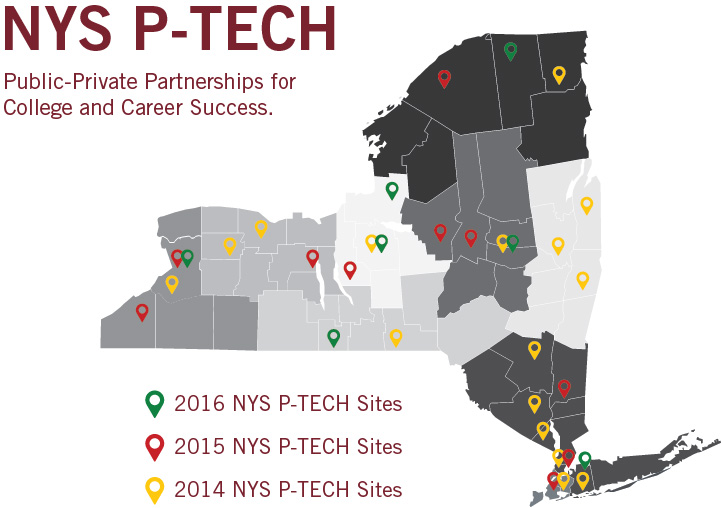 NYS P-TECH
Public-Private Partnerships for
College and Career Success.
2016 NYS P-TECH Sites
2015 NYS P-TECH Sites
2014 NYS P-TECH Sites